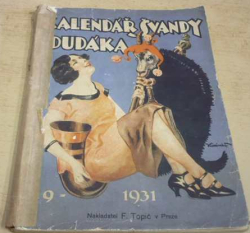 KALENDÁŘ ŠVANDY
DUDÁKA
9 - 1931
Nakladatel F. Topič v Praze